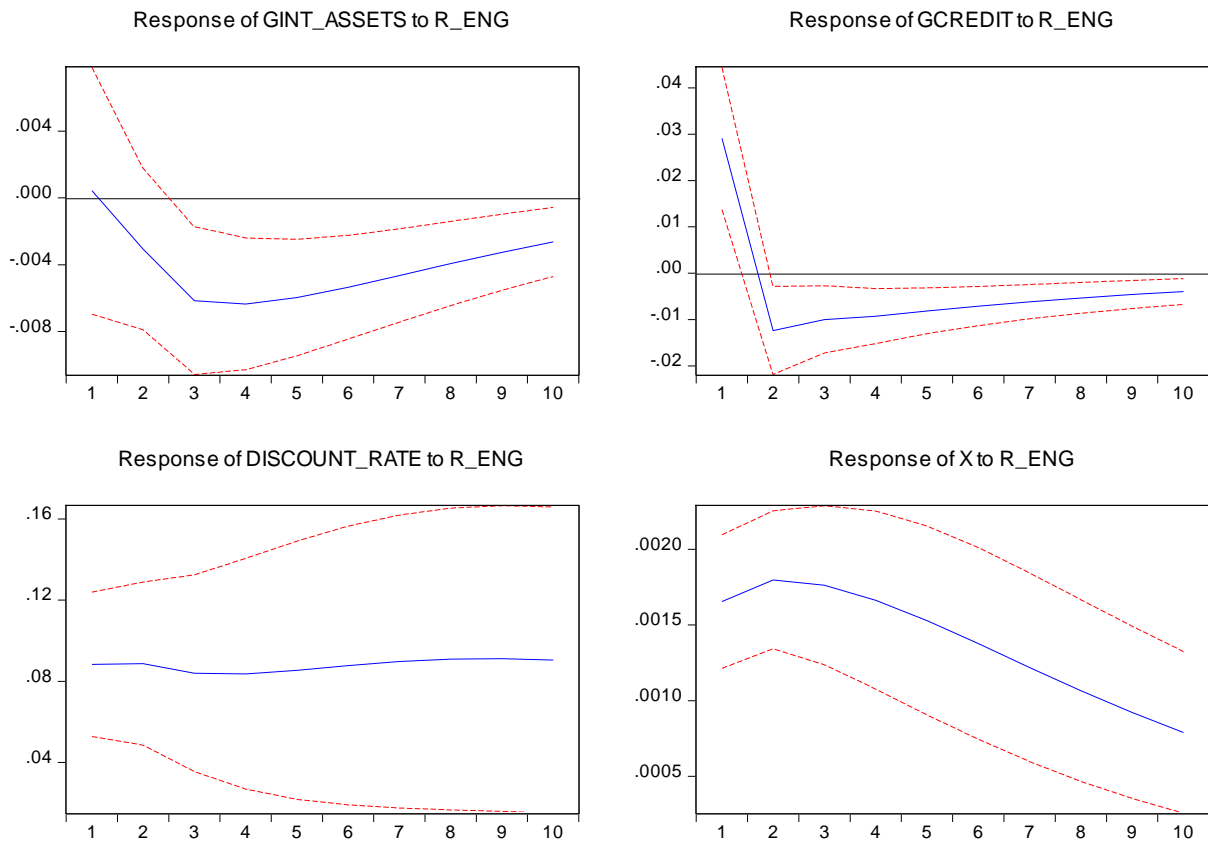 Response of GINT_ASSETS to R_ENG
.004
.000
-.004
-.008
1 2 3 4 5 6 7 8 9 10
Response of GCREDIT to R_ENG
.04
.03
.02
.01
.00
-.01
-.02
1 2 3 4 5 6 7 8 9 10
Response of DISCOUNT_RATE to R_ENG
.16
.12
.08
.04
1 2 3 4 5 6 7 8 9 10
Response of X to R_ENG
.0020
.0015
.0010
.0005
1 2 3 4 5 6 7 8 9 10